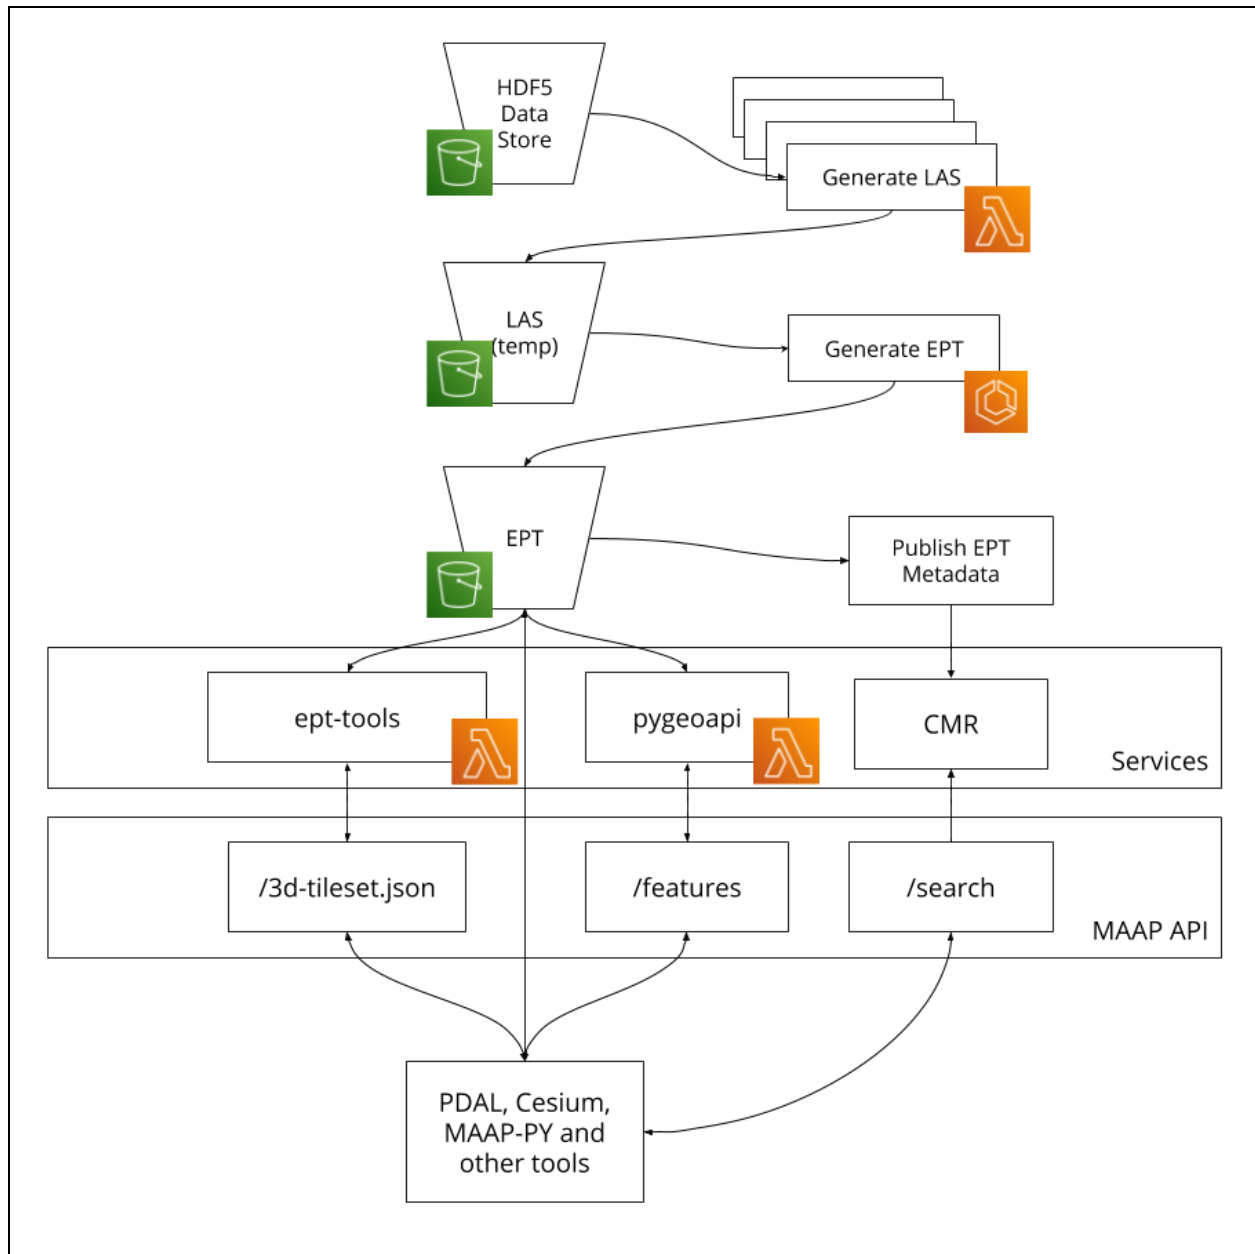 HDF5
Data
Store
Generate LAS
LAS
(temp)
Generate EPT
EPT
Publish EPT
Metadata
ept-tools
pygeoapi
CMR
Services
/3d-tileset.json
/features
/search
MAAP API
PDAL, Cesium,
MAAP-PY and
other tools